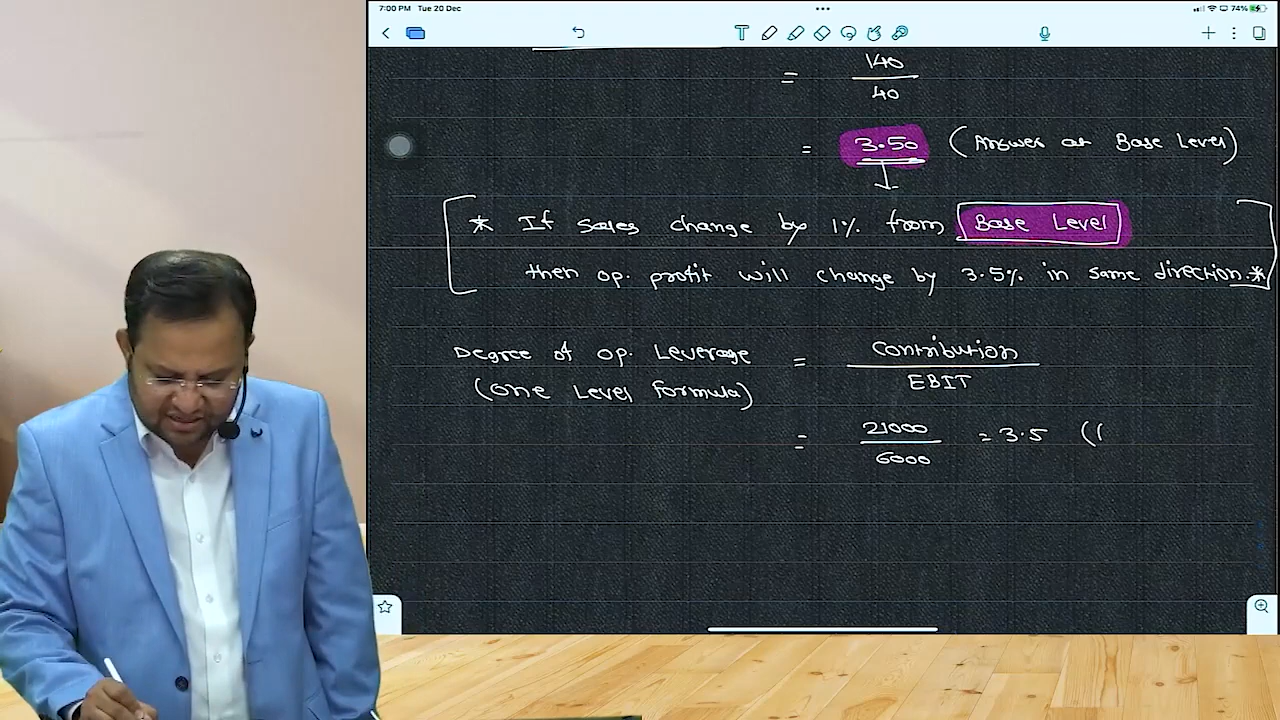 7:00 PM Tue 20 Dec
74%
T
= 140
40
= 3.50 (Answer at Base Level)
* If Sales change by 1% from Base Level
then op. profit will change by 3.5% in same direction.*
Degree of op. Leverage = Contribution
(One Level formula) EBIT
= 21000 = 3.5 ((
6000